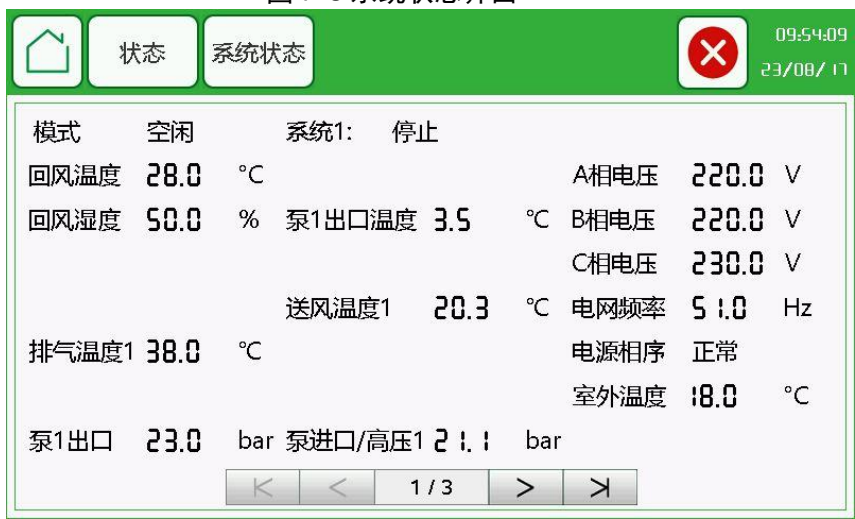 状态 系统状态 09:54:09
23/08/17
模式 空闲 系统1: 停止
回风温度 28.0 °C A相电压 220.0 V
回风湿度 50.0 % 泵1出口温度 3.5 °C B相电压 220.0 V
C相电压 230.0 V
送风温度1 20.3 °C 电网频率 51.0 Hz
排气温度1 38.0 °C 电源相序 正常
室外温度 18.0 °C
泵1出口 23.0 bar 泵进口/高压1 21.1 bar
1 / 3